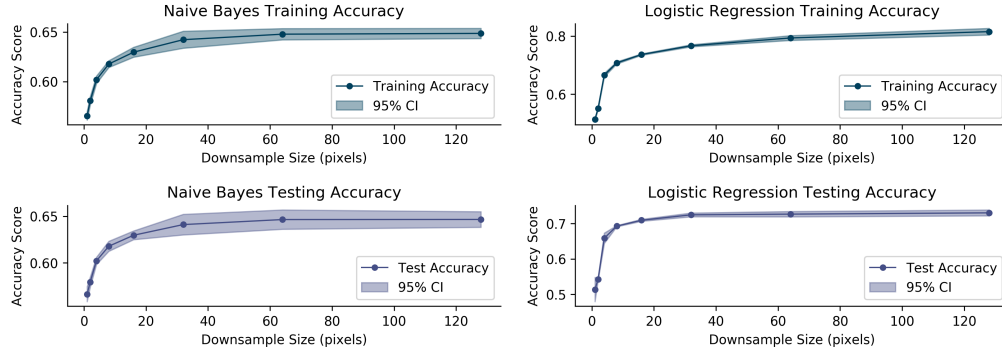 Naive Bayes Training Accuracy
Accuracy Score
0.65
0.60
Training Accuracy
95% CI
0 20 40 60 80 100 120
Downsample Size (pixels)
Logistic Regression Training Accuracy
Accuracy Score
0.8
0.6
Training Accuracy
95% CI
0 20 40 60 80 100 120
Downsample Size (pixels)
Naive Bayes Testing Accuracy
Accuracy Score
0.65
0.60
Test Accuracy
95% CI
0 20 40 60 80 100 120
Downsample Size (pixels)
Logistic Regression Testing Accuracy
Accuracy Score
0.7
0.6
0.5
Test Accuracy
95% CI
0 20 40 60 80 100 120
Downsample Size (pixels)